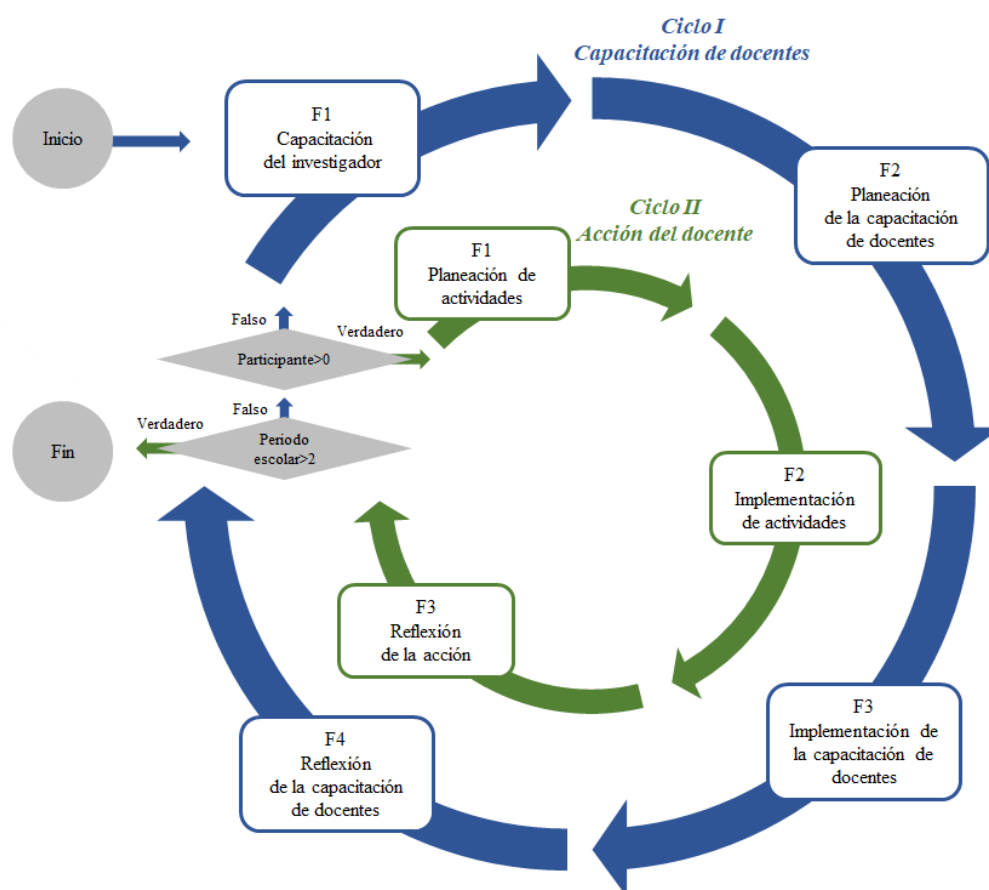 Ciclo I
Capacitación de docentes
Inicio
F1
Capacitación
del investigador
F2
Planeación
de la capacitación
de docentes
Ciclo II
Acción del docente
F1
Planeación de
actividades
Falso
Verdadero
Participante>0
Falso
Verdadero
Fin
Periodo
escolar>2
F2
Implementación
de actividades
F3
Reflexión
de la acción
F3
Implementación de
la capacitación de
docentes
F4
Reflexión
de la capacitación
de docentes